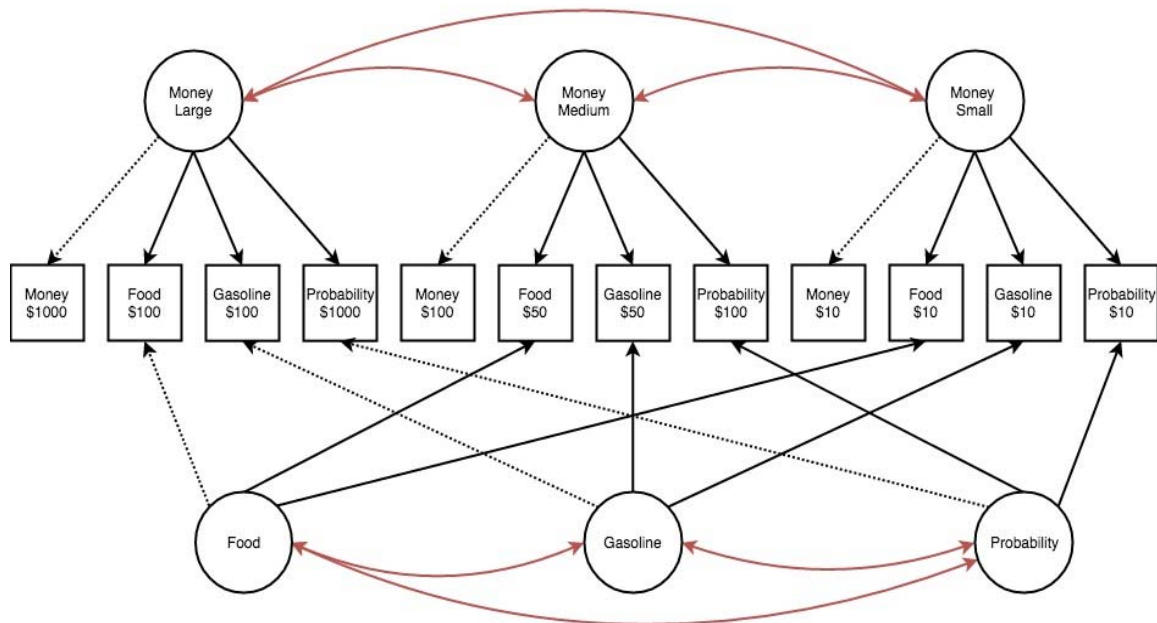 Money
Large
Money
Medium
Money
Small
Money
$1000
Food
$100
Gasoline
$100
Probability
$1000
Money
$100
Food
$50
Gasoline
$50
Probability
$100
Money
$10
Food
$10
Gasoline
$10
Probability
$10
Food
Gasoline
Probability